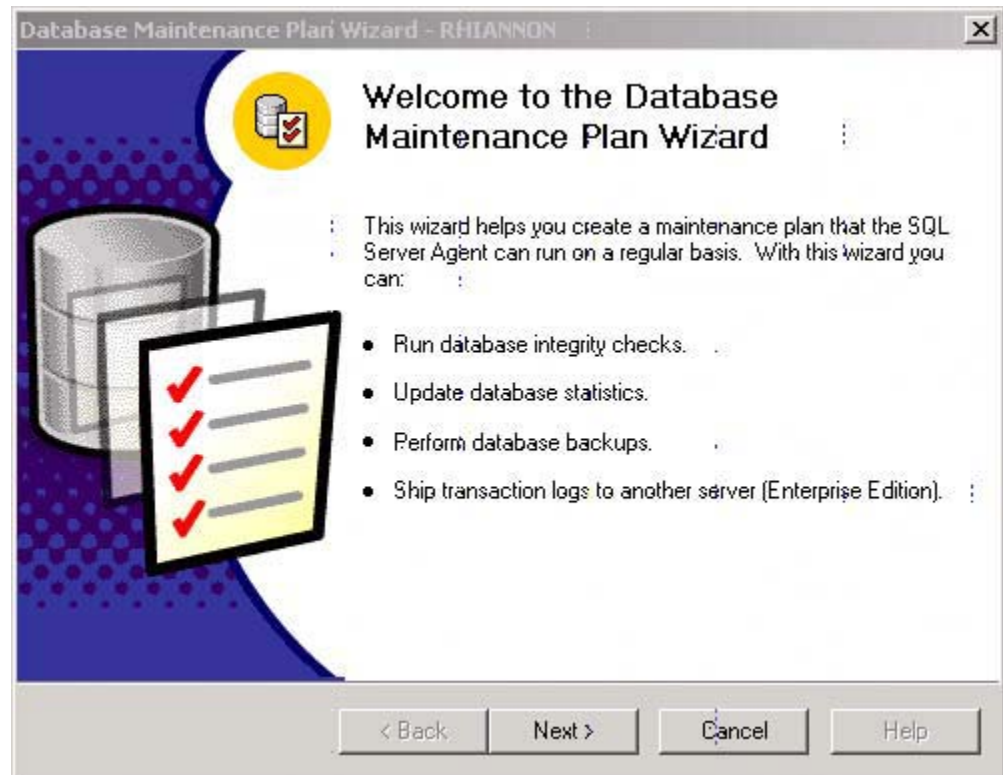 Database Maintenance Plan Wizard - RHIANNON
Welcome to the Database
Maintenance Plan Wizard
This wizard helps you create a maintenance plan that the SQL
Server Agent can run on a regular basis. With this wizard you
can:
• Run database integrity checks.
• Update database statistics.
• Perform database backups.
• Ship transaction logs to another server (Enterprise Edition).
< Back
Next >
Cancel
Help